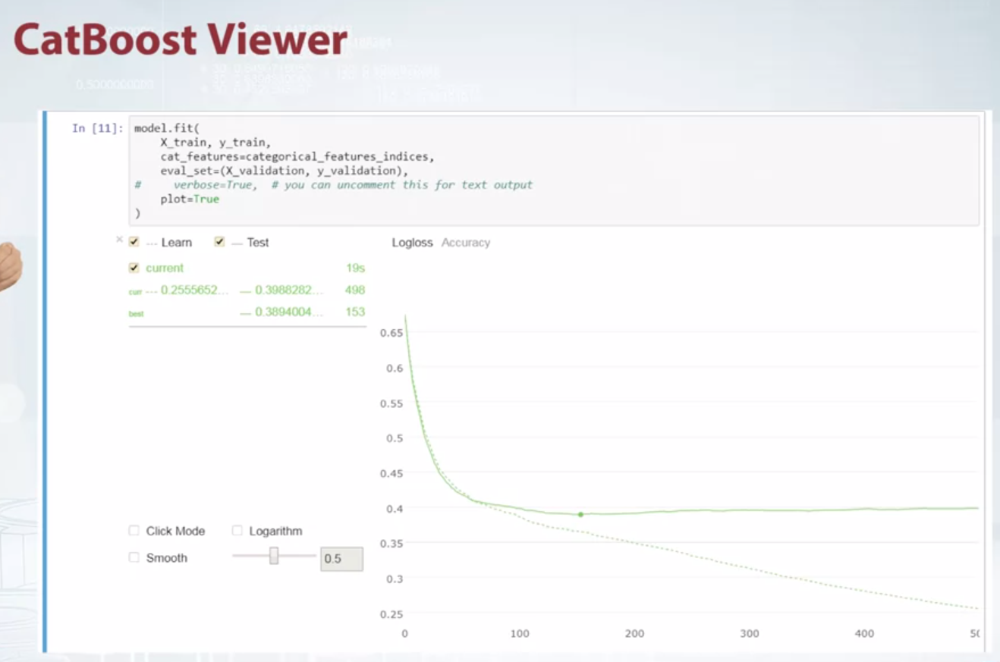 CatBoost Viewer
In [11]:
model.fit(
X_train, y_train,
cat_features=categorical_features_indices,
eval_set=(X_validation, y_validation),
# verbose=True, # you can uncomment this for text output
plot=True
)
Learn Test
current 19s
curr 0.2555652... 0.3988282... 498
best 0.3894004... 153
Click Mode Logarithm
Smooth 0.5
Logloss Accuracy
0.65
0.6
0.55
0.5
0.45
0.4
0.35
0.3
0.25
0 100 200 300 400
0.5000000000